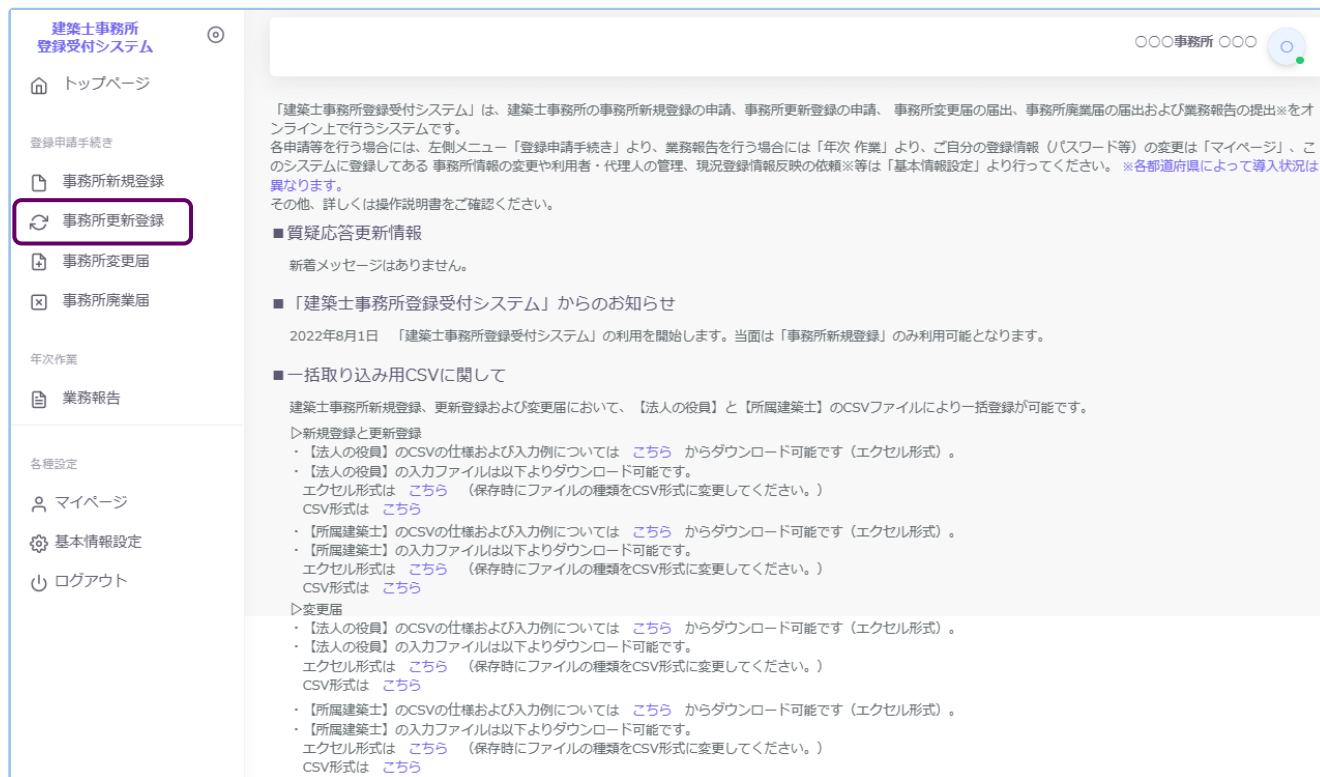 建築士事務所
登録受付システム
トップページ
登録申請手続き
事務所新規登録
事務所更新登録
事務所変更届
事務所廃業届
年次作業
業務報告
各種設定
マイページ
基本情報設定
ログアウト
○○○事務所 ○○○
○
「建築士事務所登録受付システム」は、建築士事務所の事務所新規登録の申請、事務所更新登録の申請、 事務所変更届の届出、事務所廃業届の届出および業務報告の提出※をオ
ンライン上で行うシステムです。
各申請等を行う場合には、左側メニュー「登録申請手続き」より、業務報告を行う場合には「年次 作業」より、ご自分の登録情報（パスワード等）の変更は「マイページ」、こ
のシステムに登録してある 事務所情報の変更や利用者・代理人の管理、現況登録情報反映の依頼※等は「基本情報設定」より行ってください。 ※各都道府県によって導入状況は
異なります。
その他、詳しくは操作説明書をご確認ください。
■質疑応答更新情報
新着メッセージはありません。
■「建築士事務所登録受付システム」からのお知らせ
2022年8月1日 「建築士事務所登録受付システム」の利用を開始します。当面は「事務所新規登録」のみ利用可能となります。
■一括取り込み用CSVに関して
建築士事務所新規登録、更新登録および変更届において、【法人の役員】と【所属建築士】のCSVファイルにより一括登録が可能です。
▷新規登録と更新登録
・【法人の役員】のCSVの仕様および入力例については こちら からダウンロード可能です（エクセル形式）。
・【法人の役員】の入力ファイルは以下よりダウンロード可能です。
エクセル形式は こちら （保存時にファイルの種類をCSV形式に変更してください。）
CSV形式は こちら
・【所属建築士】のCSVの仕様および入力例については こちら からダウンロード可能です（エクセル形式）。
・【所属建築士】の入力ファイルは以下よりダウンロード可能です。
エクセル形式は こちら （保存時にファイルの種類をCSV形式に変更してください。）
CSV形式は こちら
▷変更届
・【法人の役員】のCSVの仕様および入力例については こちら からダウンロード可能です（エクセル形式）。
・【法人の役員】の入力ファイルは以下よりダウンロード可能です。
エクセル形式は こちら （保存時にファイルの種類をCSV形式に変更してください。）
CSV形式は こちら
・【所属建築士】のCSVの仕様および入力例については こちら からダウンロード可能です（エクセル形式）。
・【所属建築士】の入力ファイルは以下よりダウンロード可能です。
エクセル形式は こちら （保存時にファイルの種類をCSV形式に変更してください。）
CSV形式は こちら